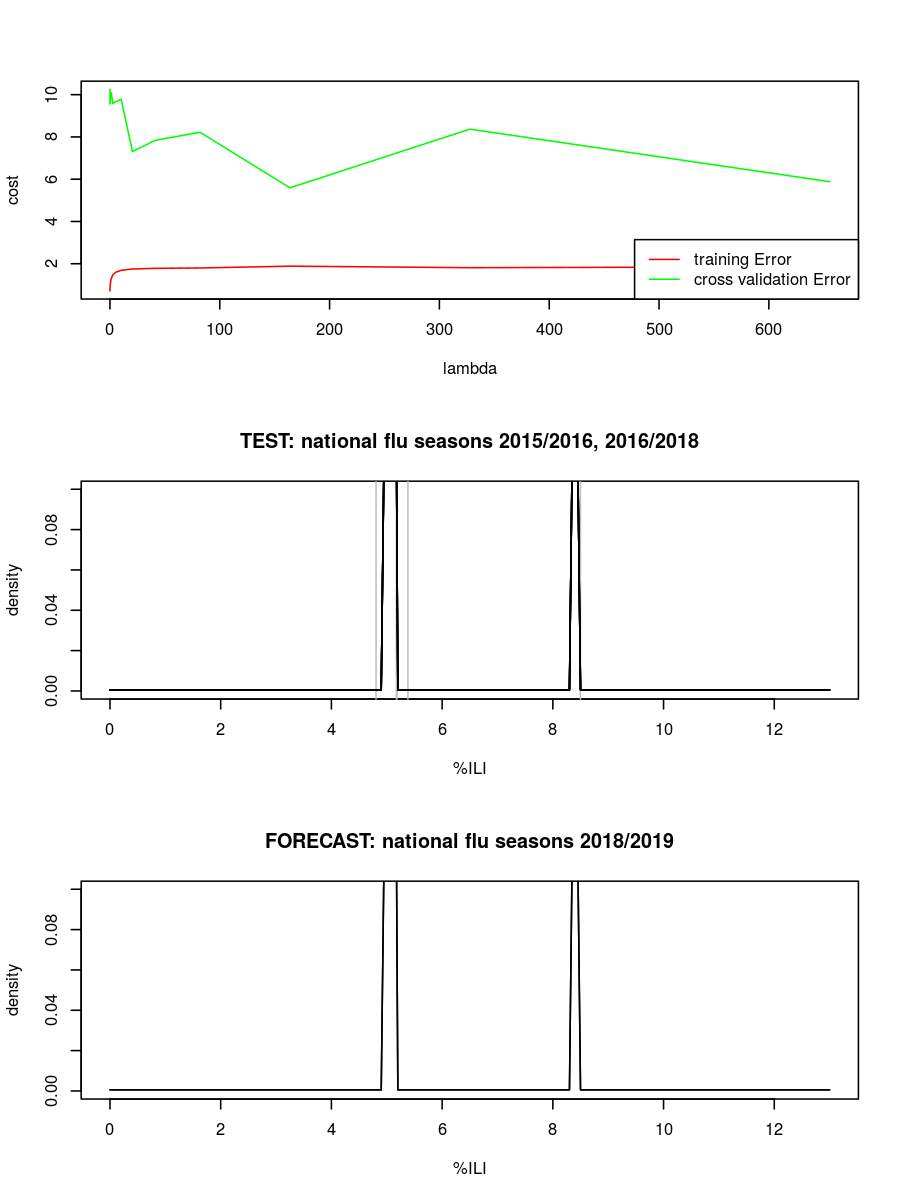 10
8
6
4
2
cost
training Error
cross validation Error
0 100 200 300 400 500 600
lambda
TEST: national flu seasons 2015/2016, 2016/2018
0.08
0.04
0.00
density
0 2 4 6 8 10 12
%ILI
FORECAST: national flu seasons 2018/2019
0.08
0.04
0.00
density
0 2 4 6 8 10 12
%ILI